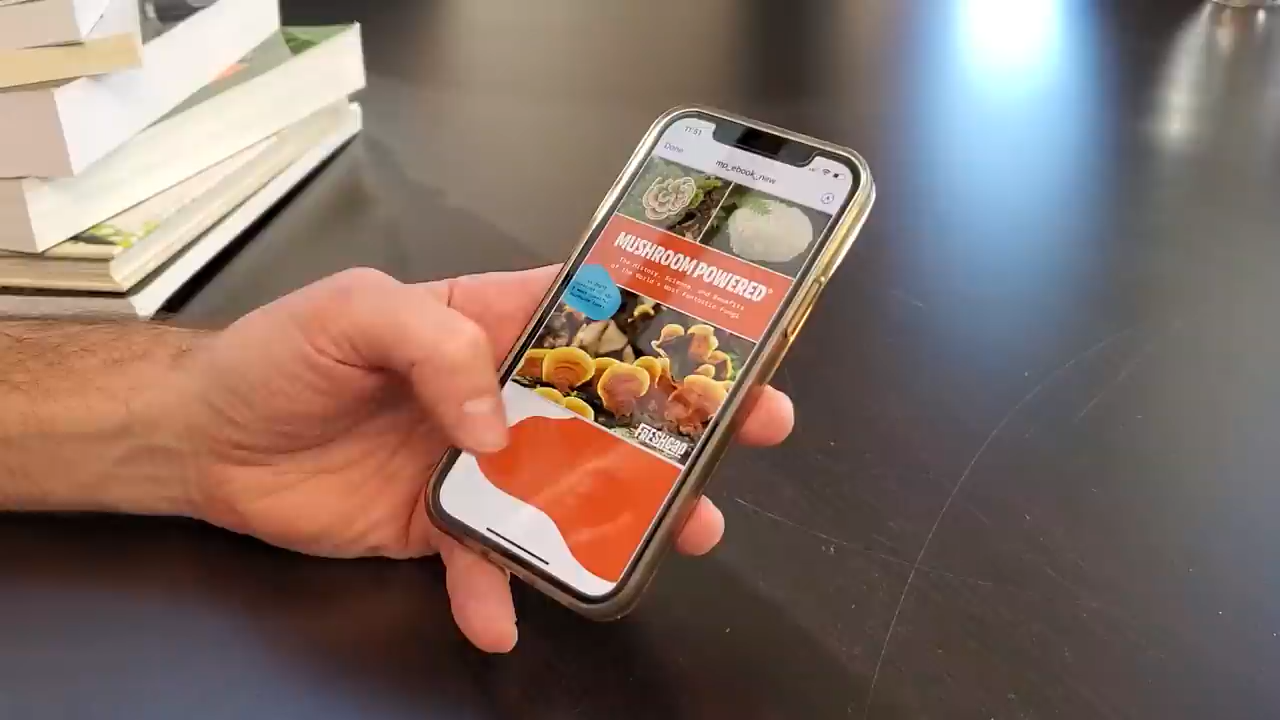 11:51
Done
mp_ebook_new
MUSHROOM POWERED®
The History, Science, and Benefits
of the World's Most Fantastic Fungi
FRESHCAP